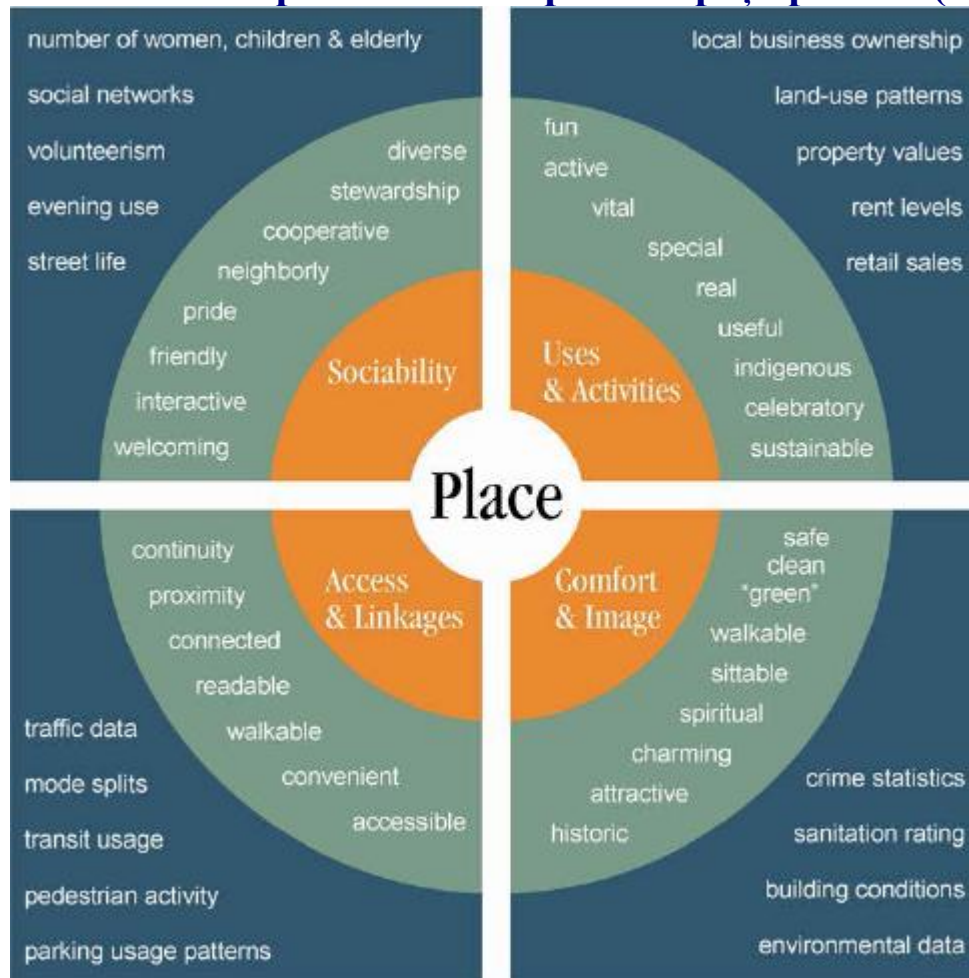 number of women, children & elderly
social networks
volunteerism
evening use
street life
diverse
stewardship
cooperative
neighborly
pride
friendly
interactive
welcoming
Sociability
local business ownership
land-use patterns
property values
rent levels
retail sales
fun
active
vital
special
real
useful
indigenous
celebratory
sustainable
Uses
& Activities
Place
continuity
proximity
connected
readable
walkable
convenient
accessible
Access
& Linkages
traffic data
mode splits
transit usage
pedestrian activity
parking usage patterns
Comfort
& Image
safe
clean
"green"
walkable
sittable
spiritual
charming
attractive
historic
crime statistics
sanitation rating
building conditions
environmental data